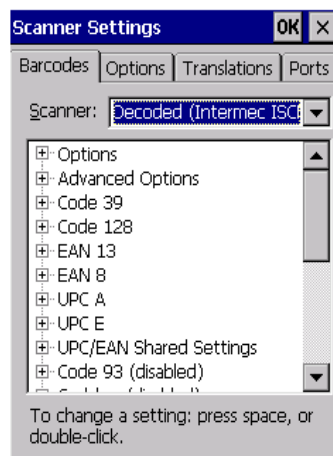 Scanner Settings OK ×
Barcodes Options Translations Ports
Scanner: Decoded (Intermec ISC
Options
Advanced Options
Code 39
Code 128
EAN 13
EAN 8
UPC A
UPC E
UPC/EAN Shared Settings
Code 93 (disabled)
To change a setting: press space, or
double-click.